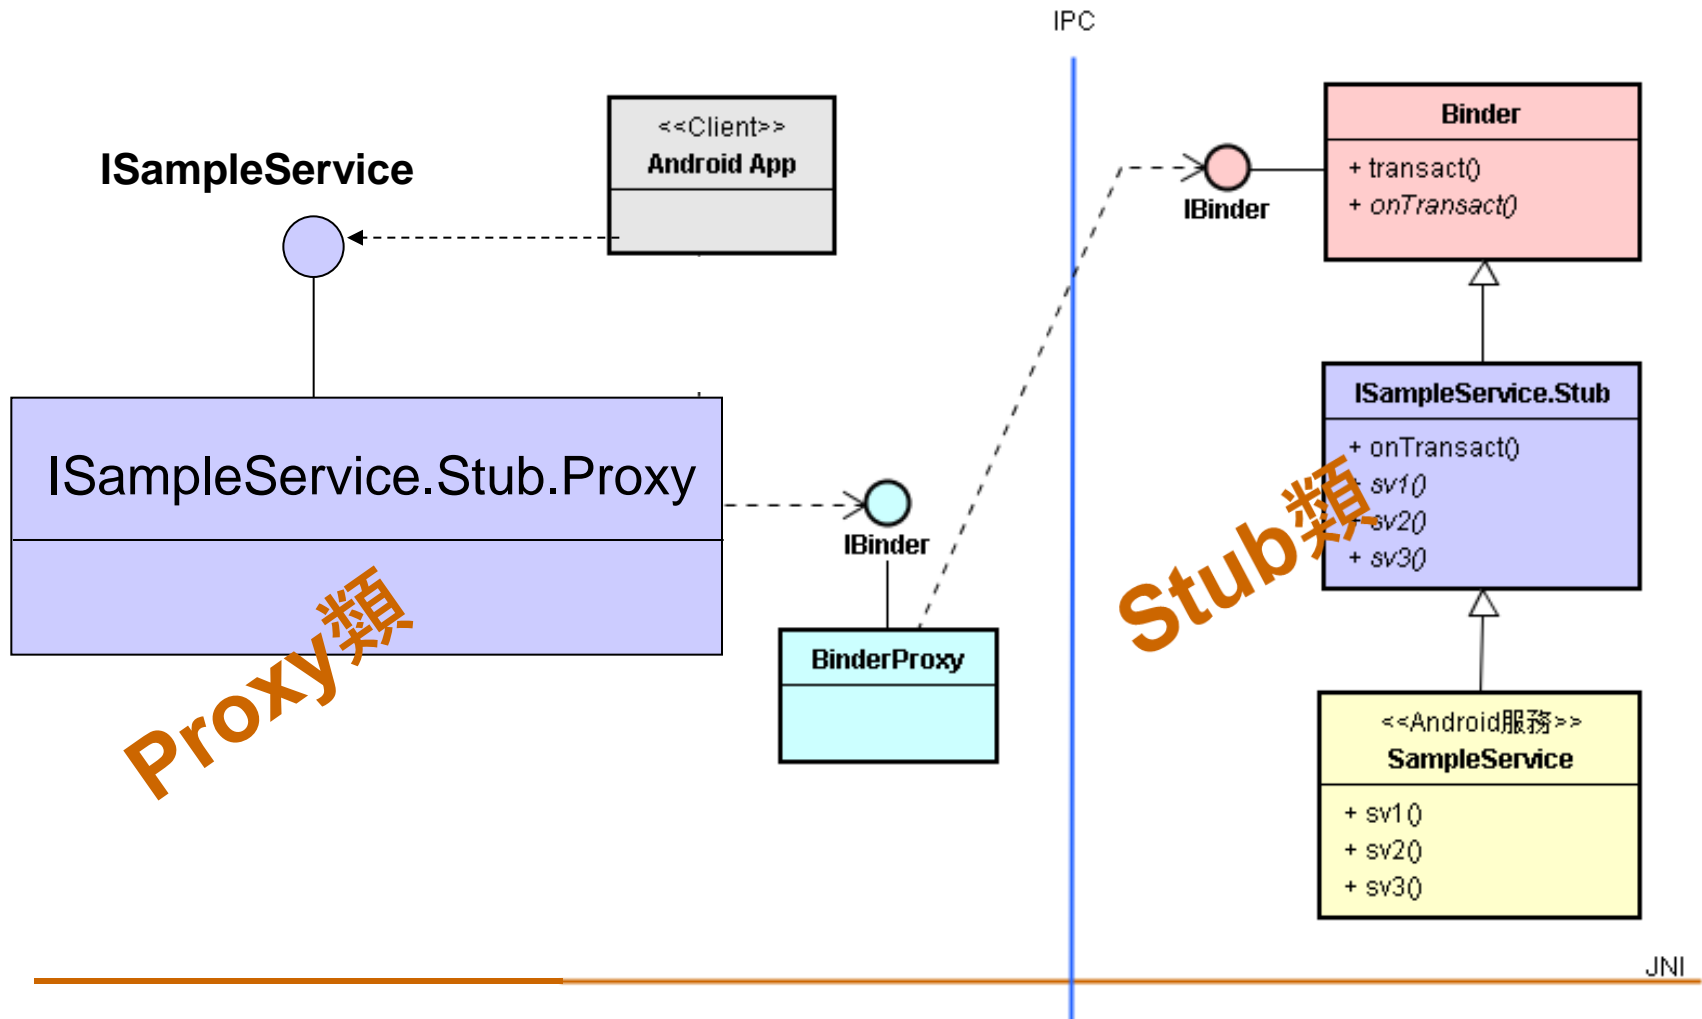 IPC
<<Client>>
Android App
ISampleService
Binder
+ transact()
+ onTransact()
IBinder
ISampleService.Stub
+ onTransact()
+ sv1()
+ sv2()
+ sv3()
ISampleService.Stub.Proxy
IBinder
Stub類
Proxy類
BinderProxy
<<Android服務>>
SampleService
+ sv1()
+ sv2()
+ sv3()
JNI